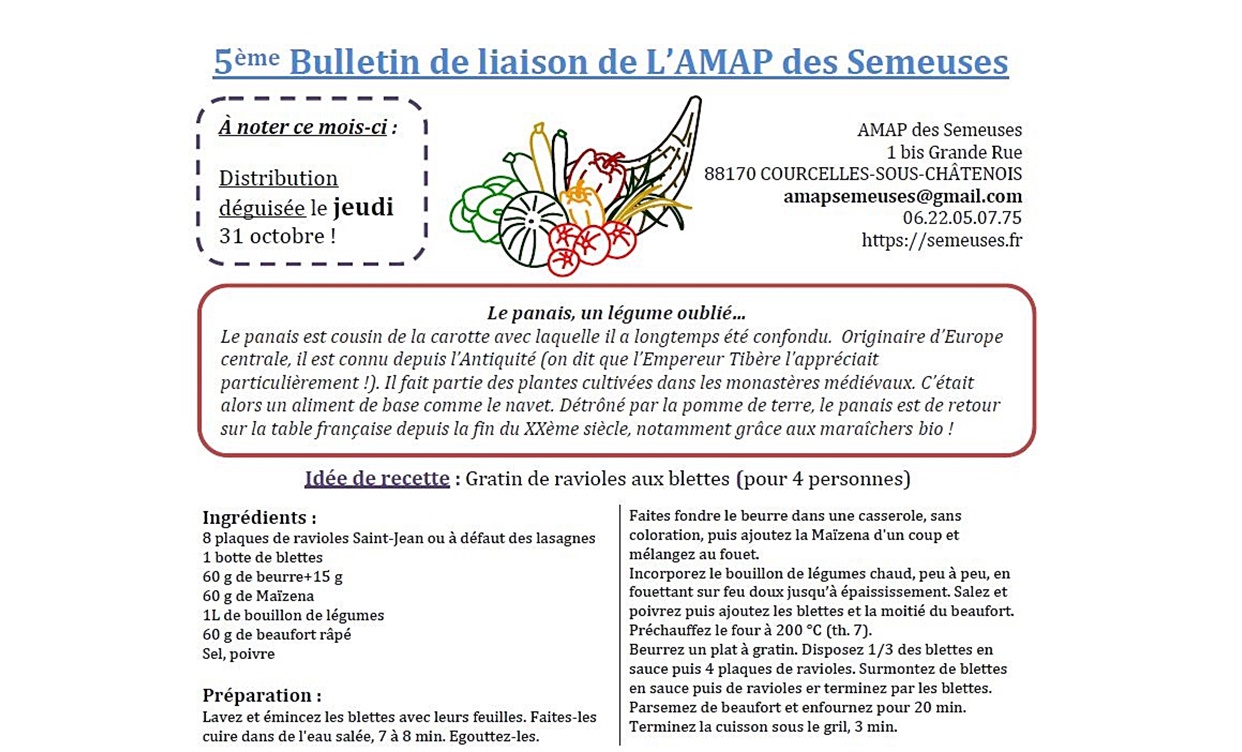 5ème Bulletin de liaison de L’AMAP des Semeuses
À noter ce mois-ci :
Distribution
déguisée le jeudi
31 octobre !
AMAP des Semeuses
1 bis Grande Rue
88170 COURCELLES-SOUS-CHÂTENOIS
amapsemeuses@gmail.com
06.22.05.07.75
https://semeuses.fr
Le panais, un légume oublié…
Le panais est cousin de la carotte avec laquelle il a longtemps été confondu. Originaire d’Europe
centrale, il est connu depuis l’Antiquité (on dit que l’Empereur Tibère l’appréciait
particulièrement !). Il fait partie des plantes cultivées dans les monastères médiévaux. C’était
alors un aliment de base comme le navet. Détrôné par la pomme de terre, le panais est de retour
sur la table française depuis la fin du XXème siècle, notamment grâce aux maraîchers bio !
Idée de recette : Gratin de ravioles aux blettes (pour 4 personnes)
Ingrédients :
8 plaques de ravioles Saint-Jean ou à défaut des lasagnes
1 botte de blettes
60 g de beurre+15 g
60 g de Maïzena
1L de bouillon de légumes
60 g de beaufort râpé
Sel, poivre
Préparation :
Lavez et émincez les blettes avec leurs feuilles. Faites-les
cuire dans de l'eau salée, 7 à 8 min. Egouttez-les.
Faites fondre le beurre dans une casserole, sans
coloration, puis ajoutez la Maïzena d'un coup et
mélangez au fouet.
Incorporez le bouillon de légumes chaud, peu à peu, en
fouettant sur feu doux jusqu’à épaississement. Salez et
poivrez puis ajoutez les blettes et la moitié du beaufort.
Préchauffez le four à 200 °C (th. 7).
Beurrez un plat à gratin. Disposez 1/3 des blettes en
sauce puis 4 plaques de ravioles. Surmontez de blettes
en sauce puis de ravioles er terminez par les blettes.
Parsemez de beaufort et enfournez pour 20 min.
Terminez la cuisson sous le gril, 3 min.